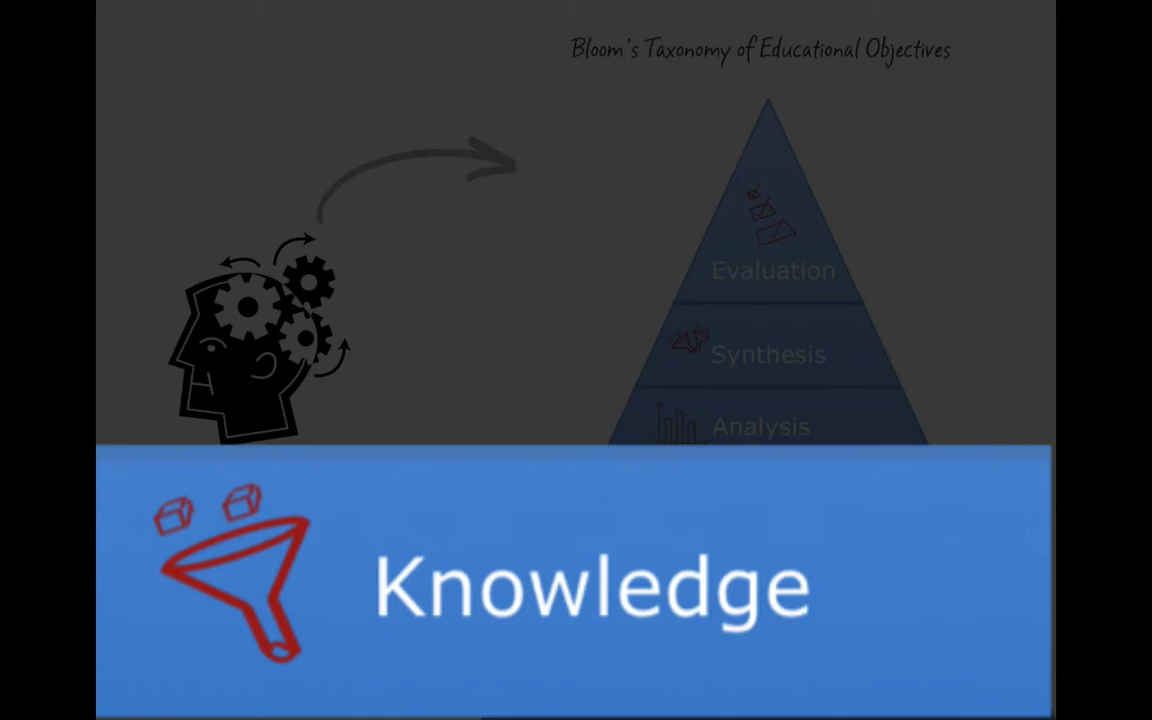 Bloom's Taxonomy of Educational Objectives
Evaluation
Synthesis
Analysis
Knowledge